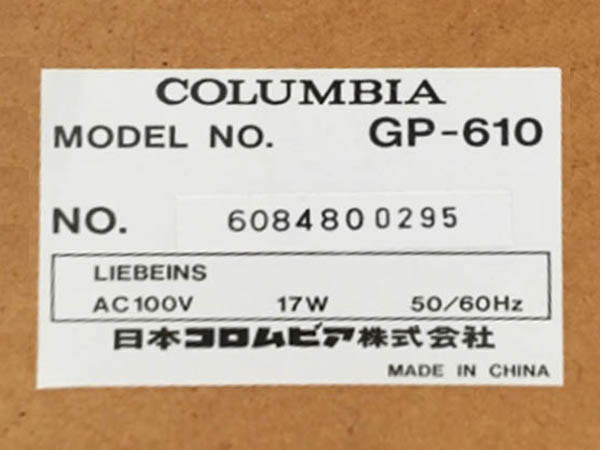 COLUMBIA
MODEL NO. GP-610
NO. 6084800295
LIEBEINS
AC100V 17W 50/60Hz
日本コロムビア株式会社
MADE IN CHINA